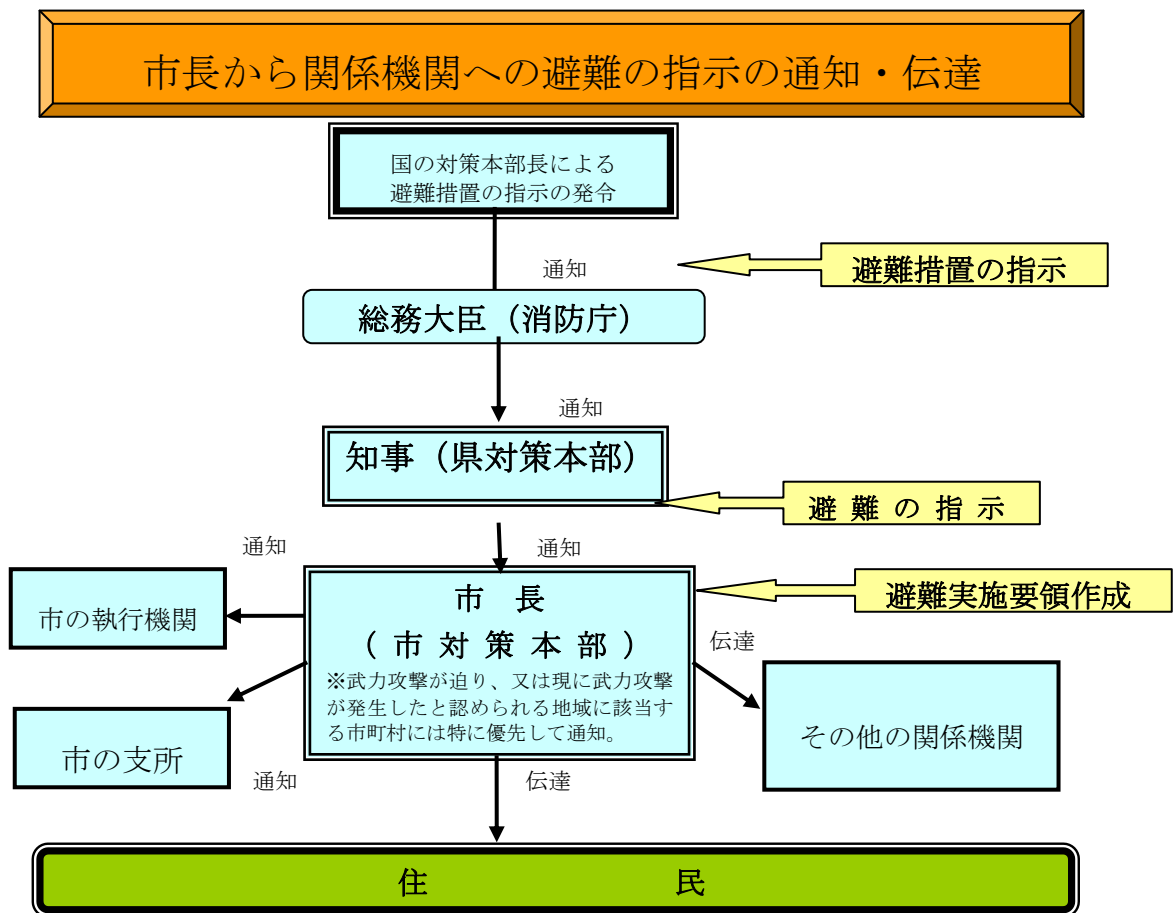 市長から関係機関への避難の指示の通知・伝達
国の対策本部長による
避難措置の指示の発令
通知
避難措置の指示
総務大臣（消防庁）
通知
知事（県対策本部）
避 難 の 指 示
通知
通知
市の執行機関
市 長
（ 市 対 策 本 部 ）
※武力攻撃が迫り、又は現に武力攻撃
が発生したと認められる地域に該当す
る市町村には特に優先して通知。
避難実施要領作成
伝達
その他の関係機関
市の支所
通知
伝達
住 民